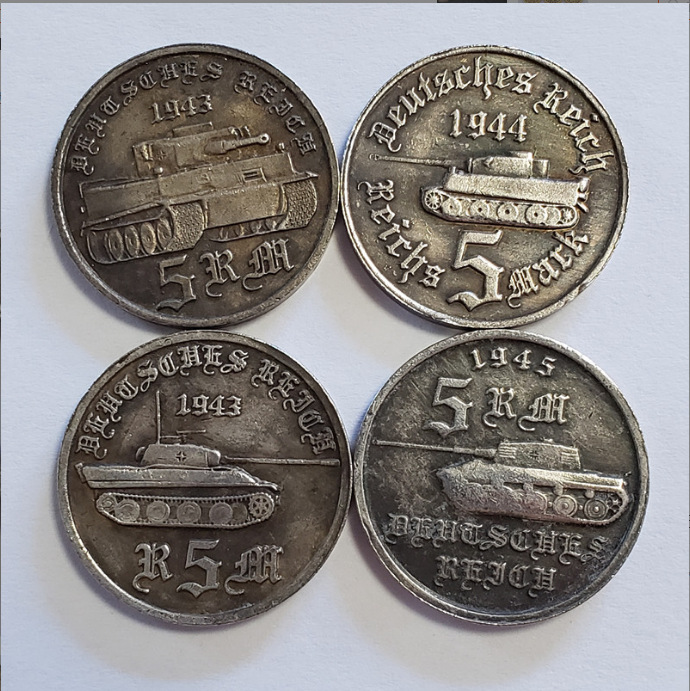 DEUTSCHES REICH
1943
5 RM
Deutsches Reich
1944
Reichs 5 Mark
DEUTSCHES REICH
1943
R 5 M
1945
5 RM
DEUTSCHES
REICH